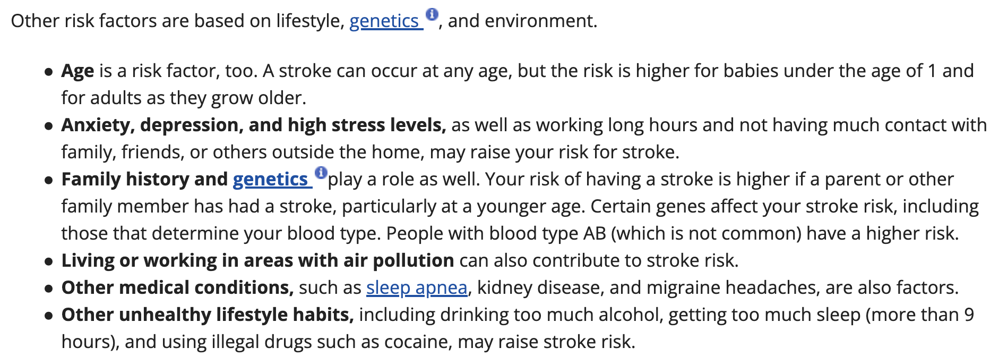 Other risk factors are based on lifestyle, genetics , and environment.
• Age is a risk factor, too. A stroke can occur at any age, but the risk is higher for babies under the age of 1 and
for adults as they grow older.
• Anxiety, depression, and high stress levels, as well as working long hours and not having much contact with
family, friends, or others outside the home, may raise your risk for stroke.
• Family history and genetics play a role as well. Your risk of having a stroke is higher if a parent or other
family member has had a stroke, particularly at a younger age. Certain genes affect your stroke risk, including
those that determine your blood type. People with blood type AB (which is not common) have a higher risk.
• Living or working in areas with air pollution can also contribute to stroke risk.
• Other medical conditions, such as sleep apnea, kidney disease, and migraine headaches, are also factors.
• Other unhealthy lifestyle habits, including drinking too much alcohol, getting too much sleep (more than 9
hours), and using illegal drugs such as cocaine, may raise stroke risk.